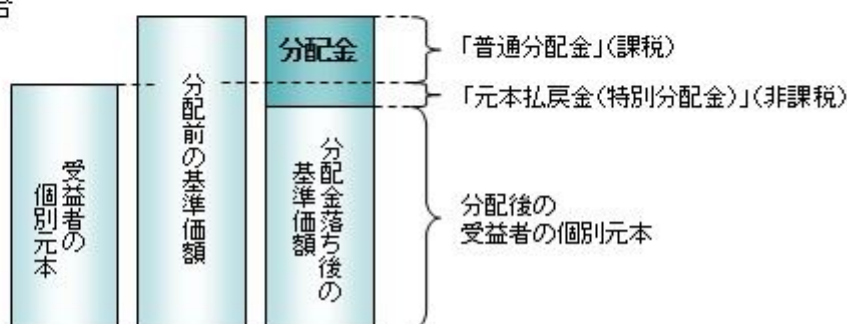 受益者の
個別元本
分配前の基準価額
分配金
分配金落ち後の
基準価額
「普通分配金」(課税)
「元本払戻金(特別分配金)」(非課税)
分配後の
受益者の個別元本